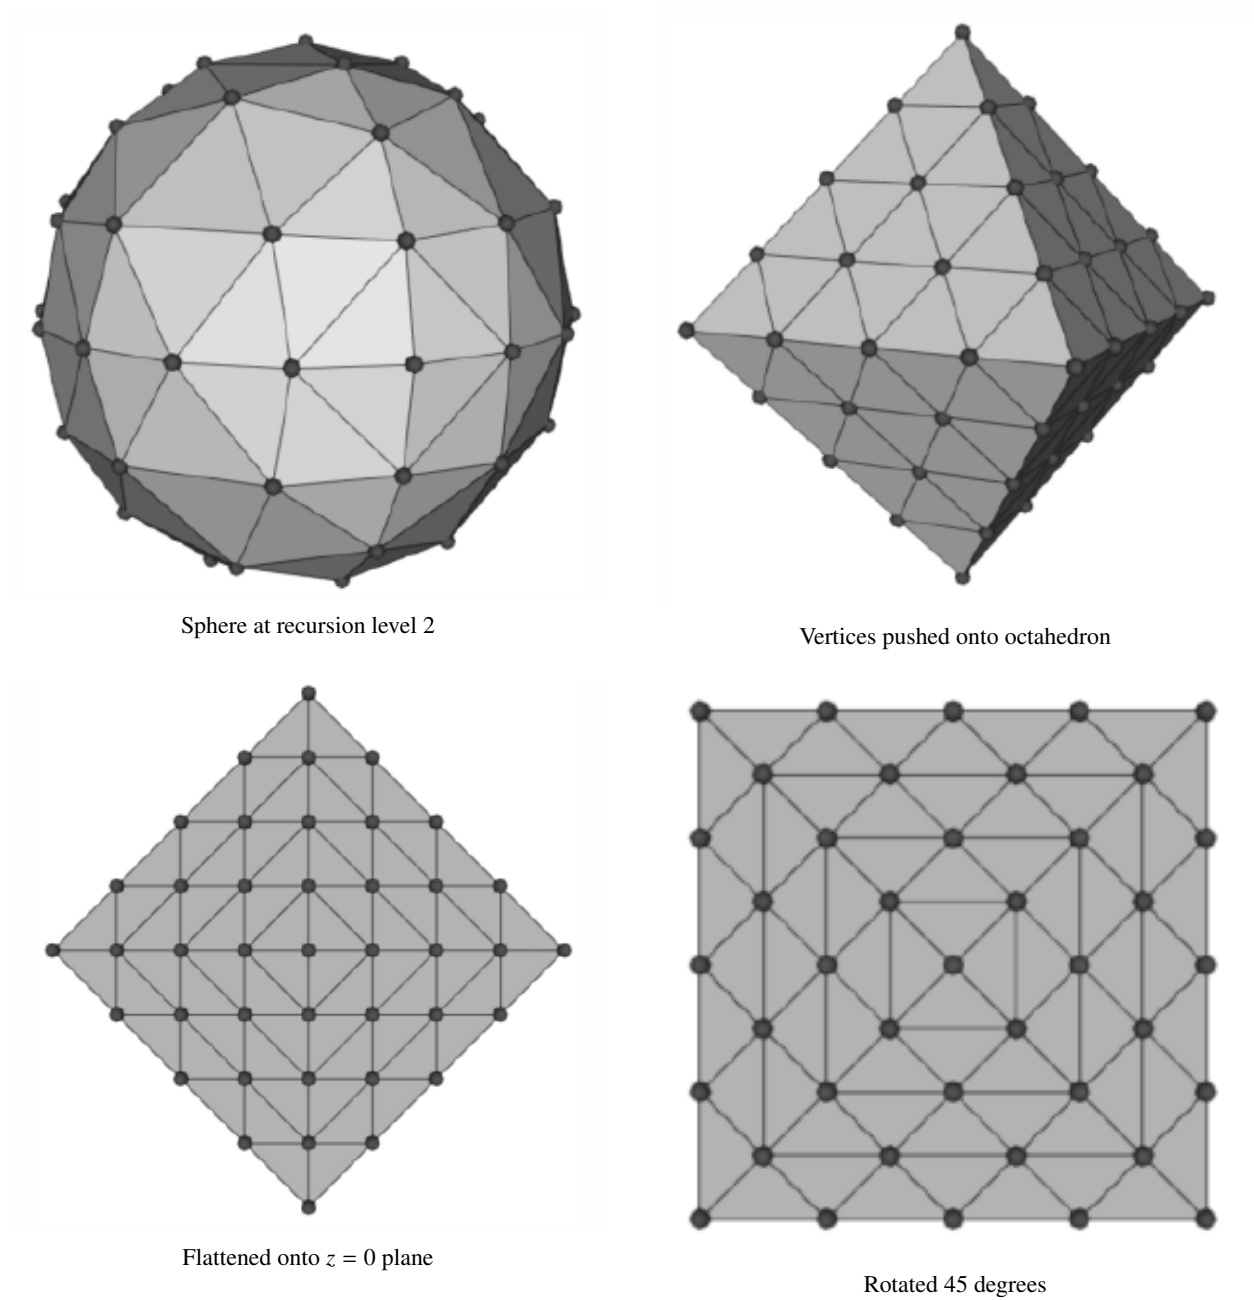 Sphere at recursion level 2
Vertices pushed onto octahedron
Flattened onto z = 0 plane
Rotated 45 degrees